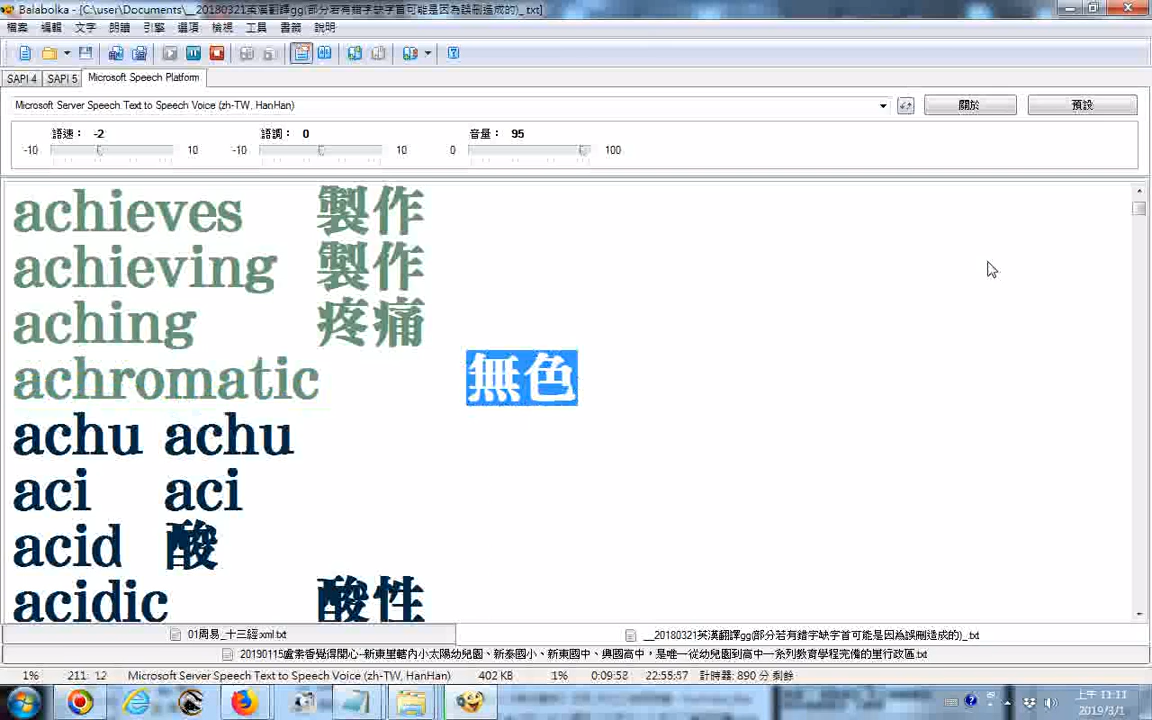 Balabolka - [C:\user\Documents\__20180321英漢翻譯gg(部分若有錯字缺字首可能是因為誤刪造成的)_.txt]
檔案 編輯 文字 朗讀 引擎 選項 檢視 工具 書籤 說明
SAPI 4 SAPI 5 Microsoft Speech Platform
Microsoft Server Speech Text to Speech Voice (zh-TW, HanHan) 關於 預設
語速： -2 語調： 0 音量： 95
-10 10 -10 10 0 100
achieves 製作
achieving 製作
aching 疼痛
achromatic 無色
achu achu
aci aci
acid 酸
acidic 酸性
01周易_十三經.xml.txt __20180321英漢翻譯gg(部分若有錯字缺字首可能是因為誤刪造成的)_.txt
20190115盧素香覺得開心-新東里轄內小太陽幼兒園、新泰國小、新東國中、興國高中，是唯一從幼兒園到高中一系列教育學程完備的里行政區.txt
1% 211: 12 Microsoft Server Speech Text to Speech Voice (zh-TW, HanHan) 402 KB 1% 0:09:58 22:55:57 計時器: 890 分 剩餘
上午 11:11
2019/3/1